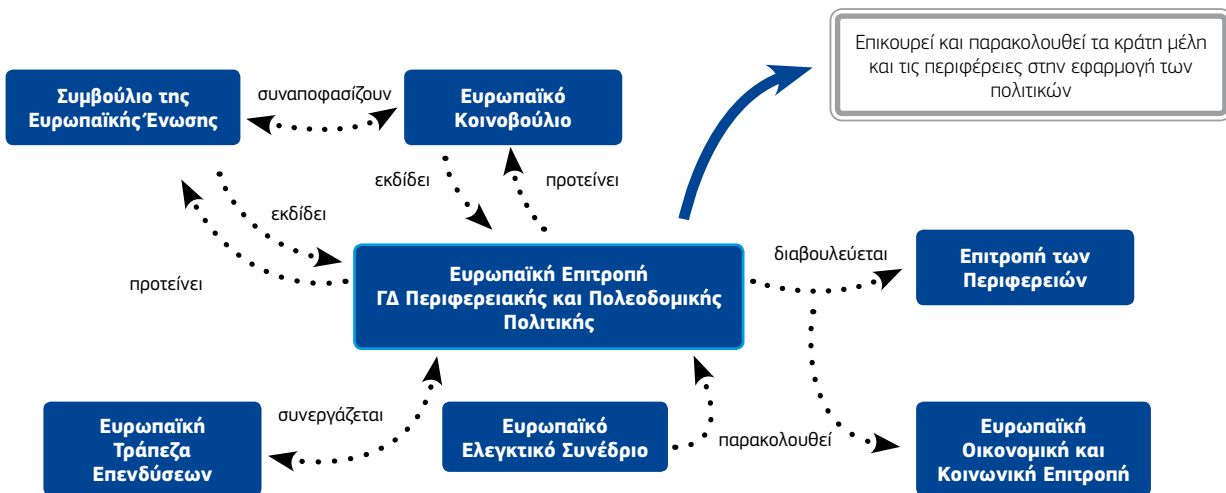 Επικουρεί και παρακολουθεί τα κράτη μέλη
και τις περιφέρειες στην εφαρμογή των
πολιτικών
Συμβούλιο της
Ευρωπαϊκής Ένωσης
συναποφασίζουν
Ευρωπαϊκό
Κοινοβούλιο
εκδίδει
προτείνει
εκδίδει
προτείνει
Ευρωπαϊκή Επιτροπή
ΓΔ Περιφερειακής και Πολεοδομικής
Πολιτικής
διαβουλεύεται
Επιτροπή των
Περιφερειών
Ευρωπαϊκή
Τράπεζα
Επενδύσεων
συνεργάζεται
Ευρωπαϊκό
Ελεγκτικό Συνέδριο
παρακολουθεί
Ευρωπαϊκή
Οικονομική και
Κοινωνική Επιτροπή